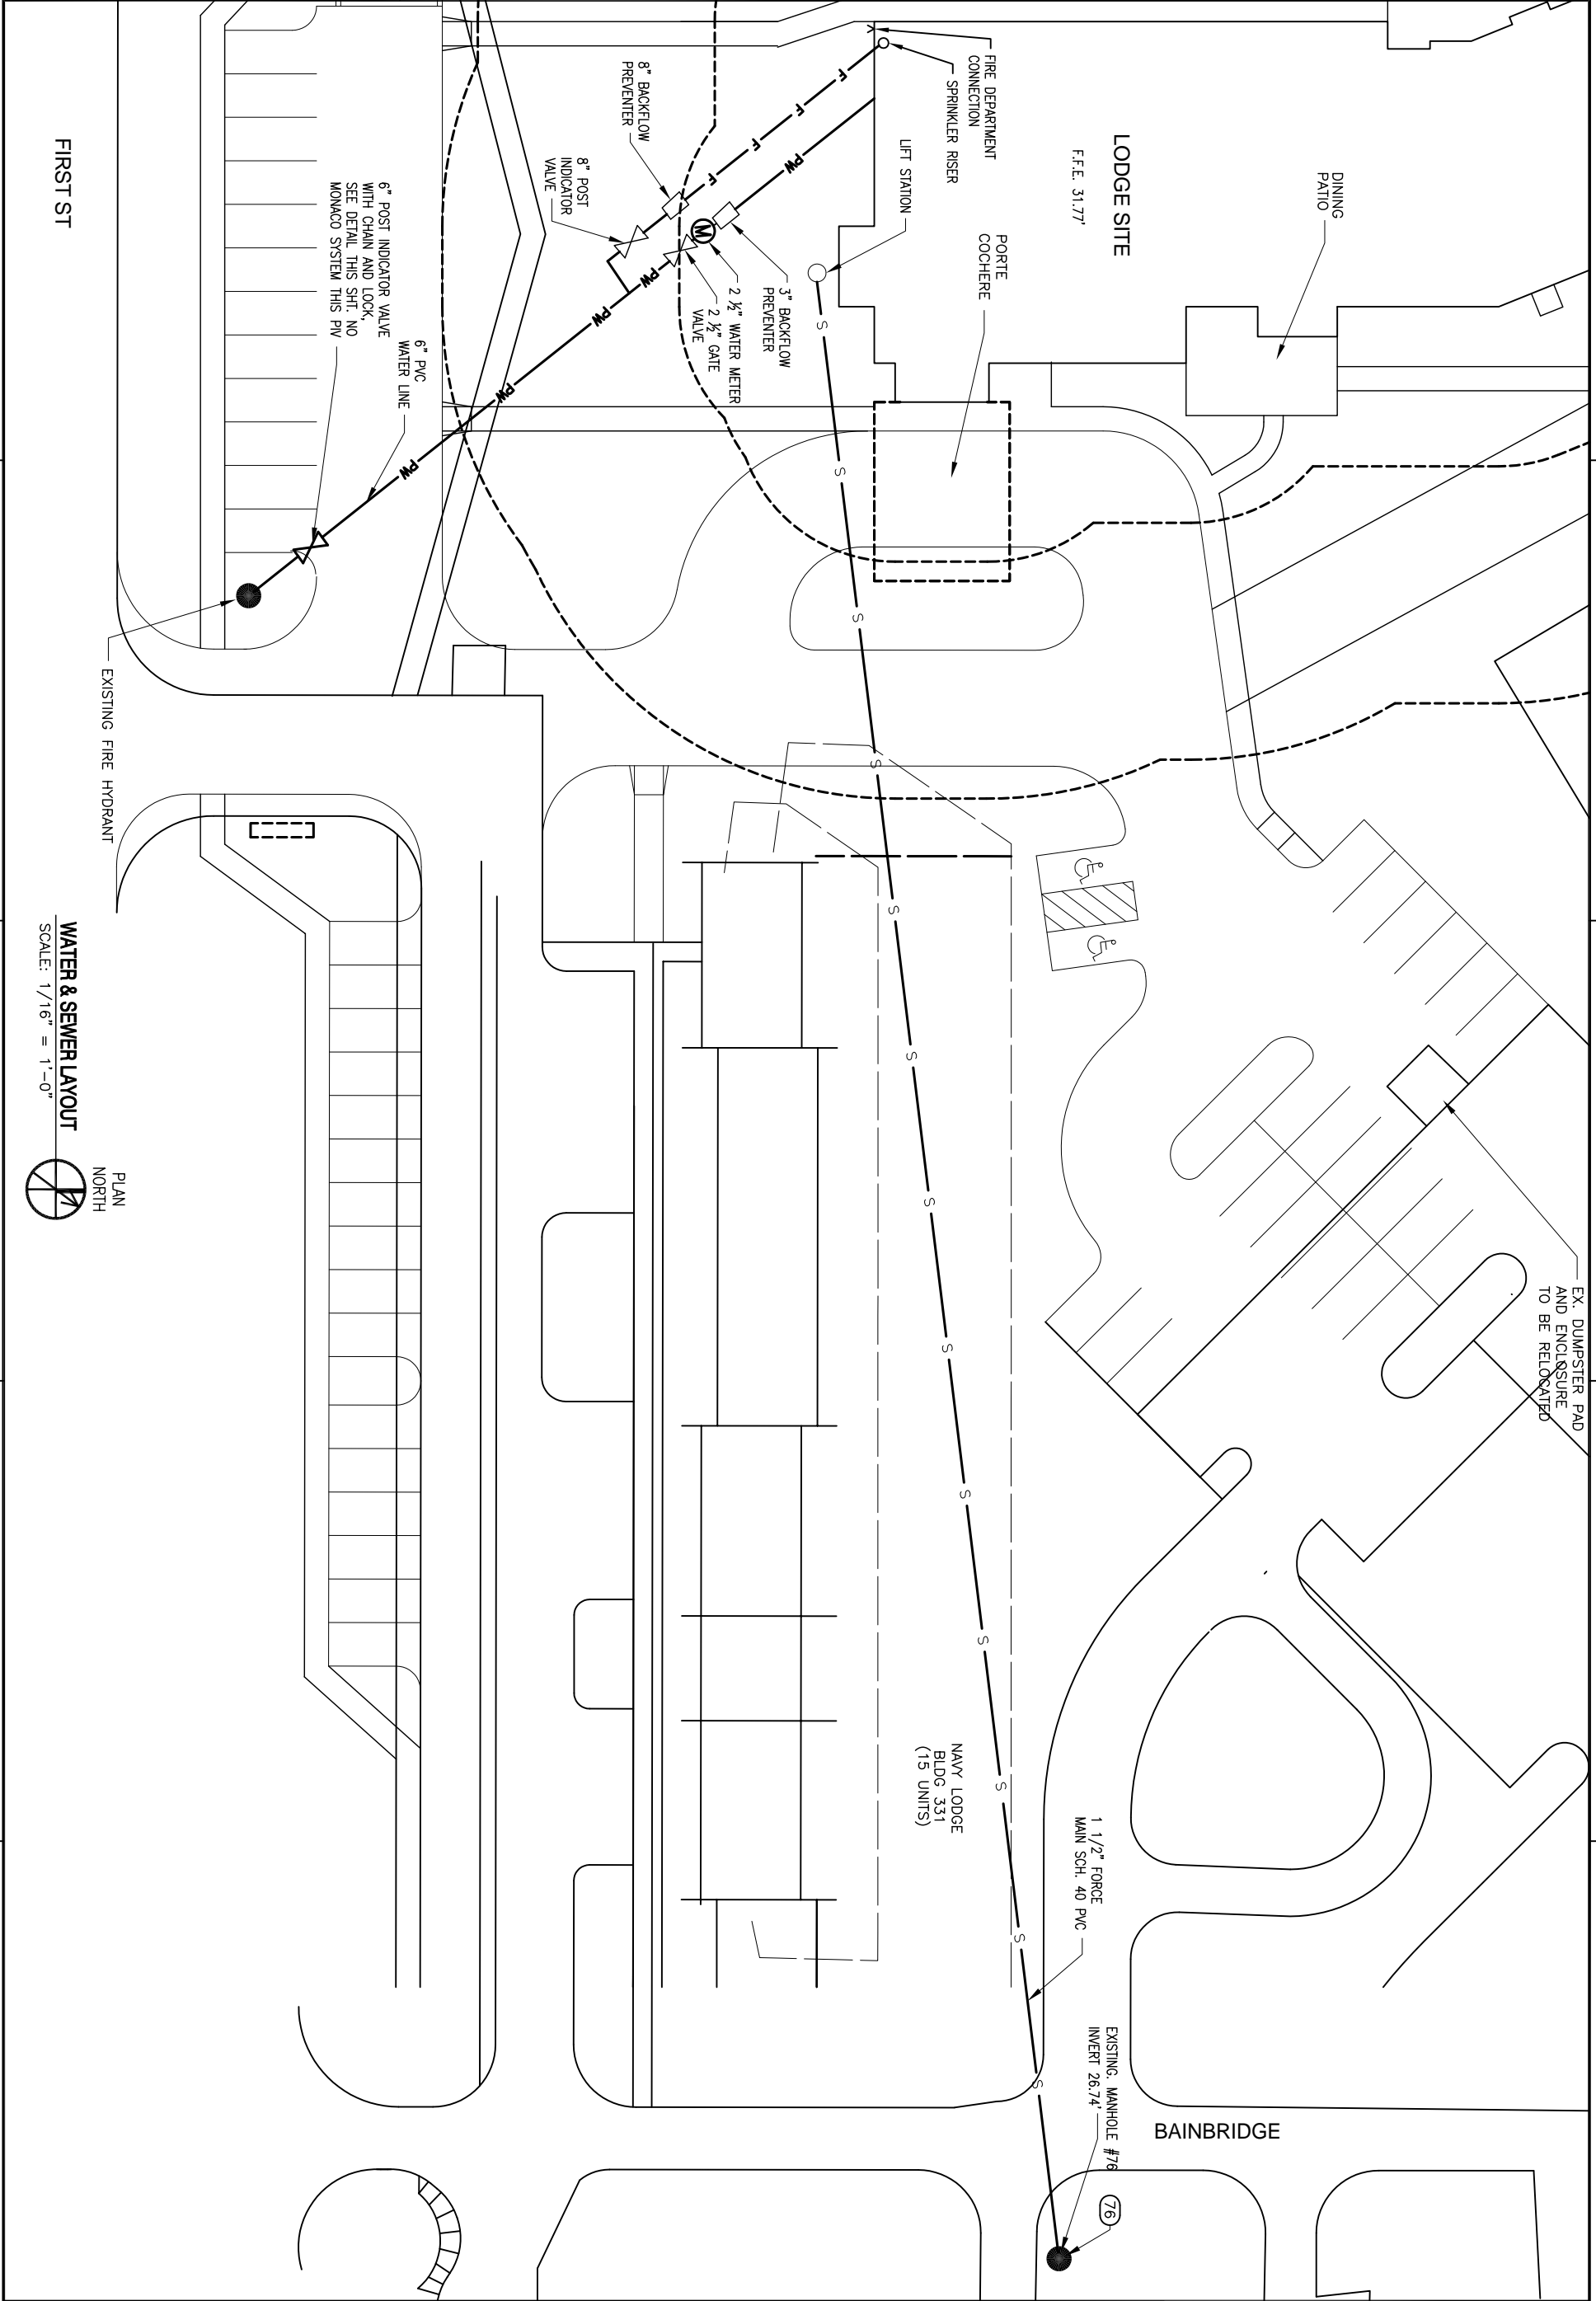 DINING
PATIO
LODGE SITE
F.F.E. 31.77'
FIRE DEPARTMENT
CONNECTION
SPRINKLER RISER
LIFT STATION
PORTE
COCHERE
8" BACKFLOW
PREVENTER
8" POST
INDICATOR
VALVE
3" BACKFLOW
PREVENTER
2 ½" WATER METER
2 ½" GATE
VALVE
M
F
F
F
F
PW
PW
PW
PW
PW
6" PVC
WATER LINE
6" POST INDICATOR VALVE
WITH CHAIN AND LOCK,
SEE DETAIL THIS SHT. NO
MONACO SYSTEM THIS PIV
FIRST ST
EXISTING FIRE HYDRANT
S
S
S
S
S
S
S
S
S
S
S
S
S
EX. DUMPSTER PAD
AND ENCLOSURE
TO BE RELOCATED
NAVY LODGE
BLDG 331
(15 UNITS)
1 1/2" FORCE
MAIN SCH. 40 PVC
EXISTING. MANHOLE #76
INVERT 26.74'
76
BAINBRIDGE
WATER & SEWER LAYOUT
SCALE: 1/16" = 1'-0"
PLAN
NORTH